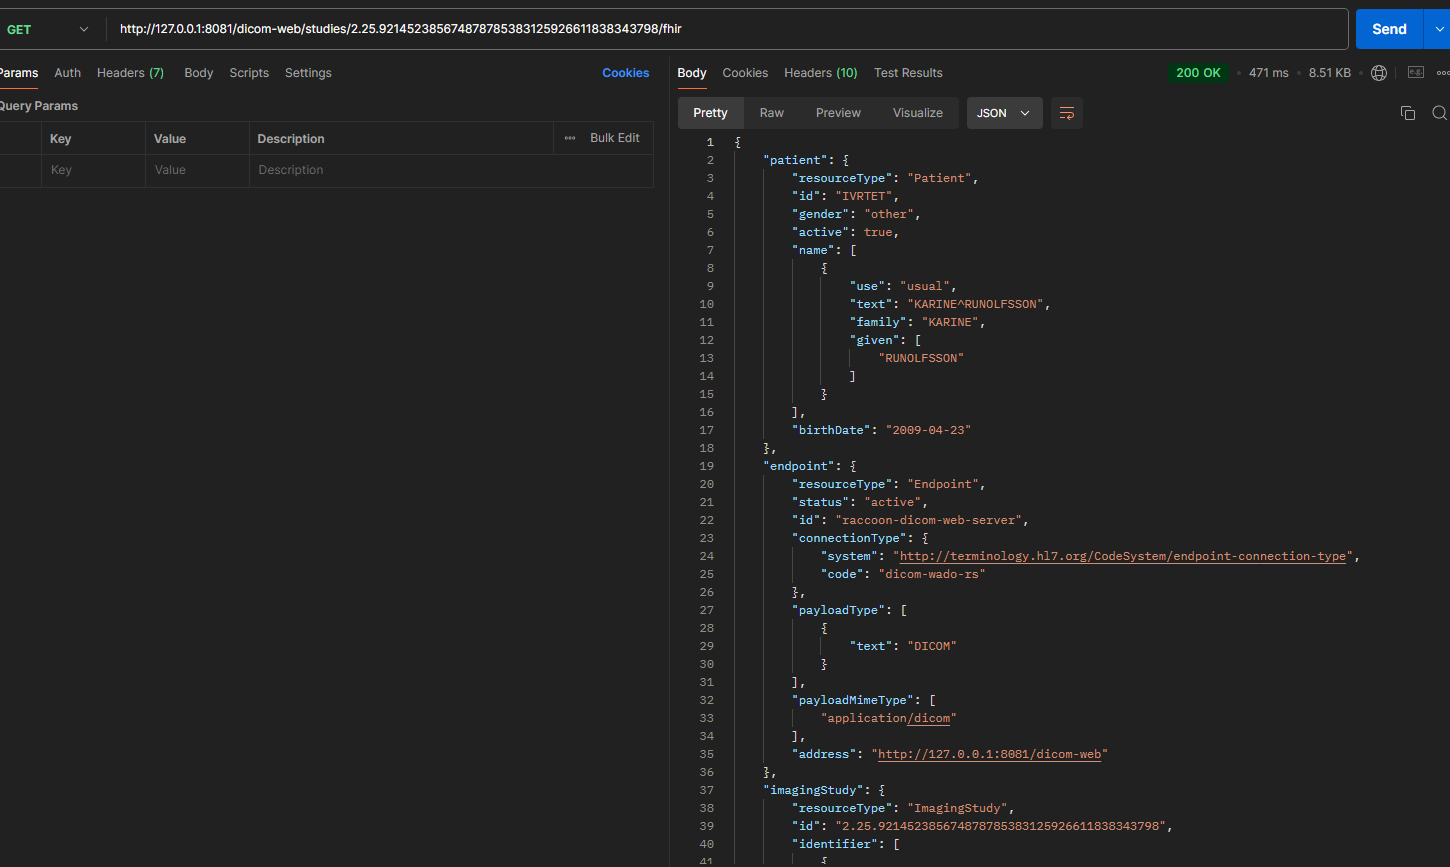 GET
http://127.0.0.1:8081/dicom-web/studies/2.25.92145238567487878538312592661183834​3798/fhir
Send
Params Auth Headers (7) Body Scripts Settings Cookies
Query Params
Key Value Description Bulk Edit
Key Value Description
Body Cookies Headers (10) Test Results 200 OK 471 ms 8.51 KB e.g.
Pretty Raw Preview Visualize JSON
1 {
2 "patient": {
3 "resourceType": "Patient",
4 "id": "IVRTET",
5 "gender": "other",
6 "active": true,
7 "name": [
8 {
9 "use": "usual",
10 "text": "KARINE^RUNOLFSSON",
11 "family": "KARINE",
12 "given": [
13 "RUNOLFSSON"
14 ]
15 }
16 ],
17 "birthDate": "2009-04-23"
18 },
19 "endpoint": {
20 "resourceType": "Endpoint",
21 "status": "active",
22 "id": "raccoon-dicom-web-server",
23 "connectionType": {
24 "system": "http://terminology.hl7.org/CodeSystem/endpoint-connection-type",
25 "code": "dicom-wado-rs"
26 },
27 "payloadType": [
28 {
29 "text": "DICOM"
30 }
31 ],
32 "payloadMimeType": [
33 "application/dicom"
34 ],
35 "address": "http://127.0.0.1:8081/dicom-web"
36 },
37 "imagingStudy": {
38 "resourceType": "ImagingStudy",
39 "id": "2.25.921452385674878785383125926611838343798",
40 "identifier": [
41 {